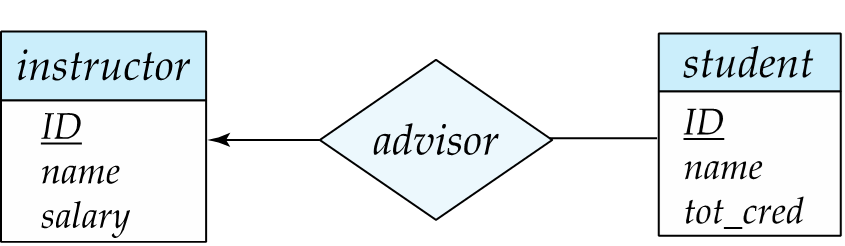 instructor
ID
name
salary
advisor
student
ID
name
tot_cred